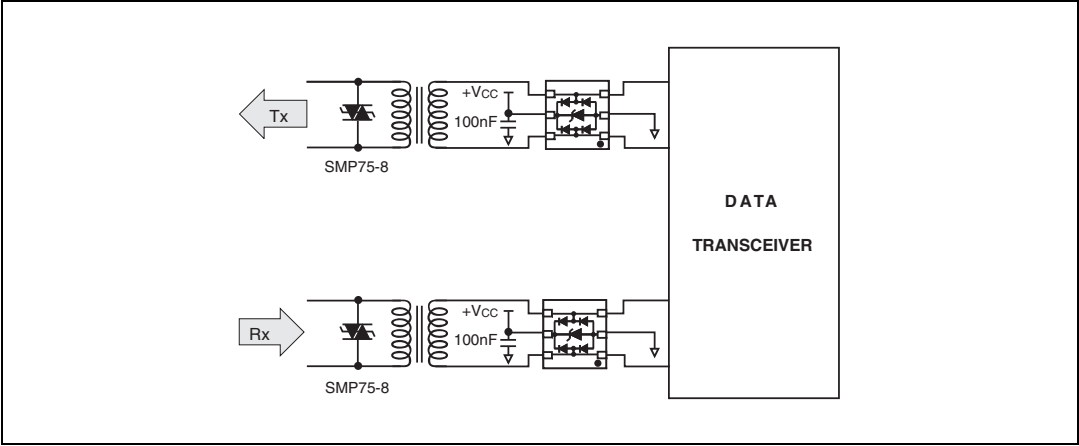 Tx
+VCC
100nF
SMP75-8
DATA
TRANSCEIVER
Rx
+VCC
100nF
SMP75-8